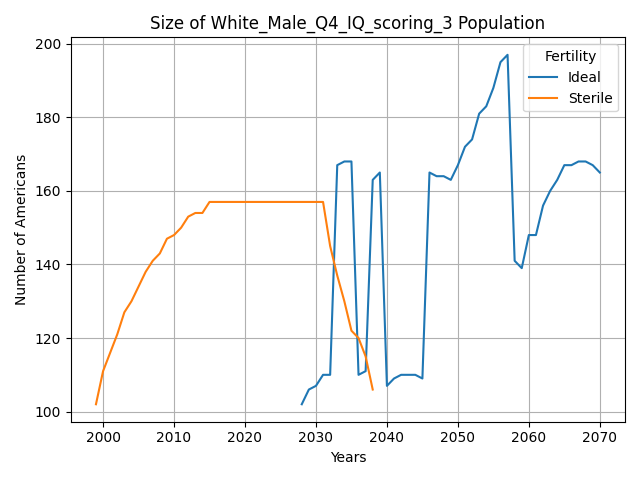 Size of White_Male_Q4_IQ_scoring_3 Population
Number of Americans
200
180
160
140
120
100
Fertility
Ideal
Sterile
2000 2010 2020 2030 2040 2050 2060 2070
Years